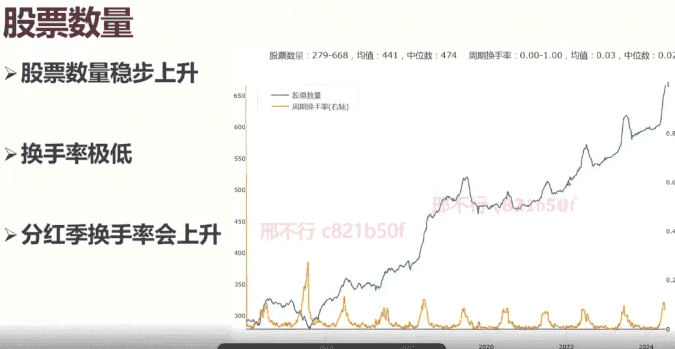 股票数量
➢股票数量稳步上升
➢换手率极低
➢分红季换手率会上升
股票数量：279-668，均值：441，中位数：474 周期换手率：0.00-1.00，均值：0.03，中位数：0.02
股票数量
周期换手率(右轴)
650
600
550
500
450
400
350
300
1
0.8
0.6
0.4
0.2
0
2020
2022
2024
邢不行 c821b50f
邢不行 c821b50f